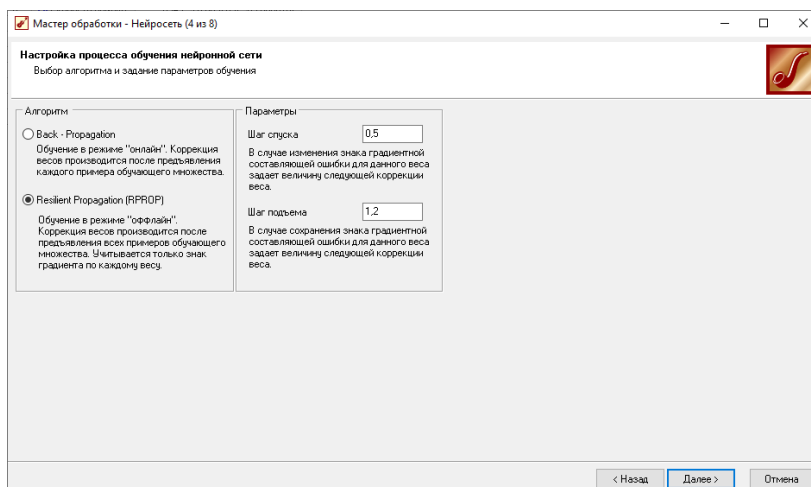 Мастер обработки - Нейросеть (4 из 8)
Настройка процесса обучения нейронной сети
Выбор алгоритма и задание параметров обучения
Алгоритм
Back - Propagation
Обучение в режиме "онлайн". Коррекция
весов производится после предъявления
каждого примера обучающего множества.
Resilient Propagation (RPROP)
Обучение в режиме "оффлайн".
Коррекция весов производится после
предъявления всех примеров обучающего
множества. Учитывается только знак
градиента по каждому весу.
Параметры
Шаг спуска 0,5
В случае изменения знака градиентной
составляющей ошибки для данного веса
задает величину следующей коррекции
веса.
Шаг подъема 1,2
В случае сохранения знака градиентной
составляющей ошибки для данного веса
задает величину следующей коррекции
веса.
< Назад Далее > Отмена